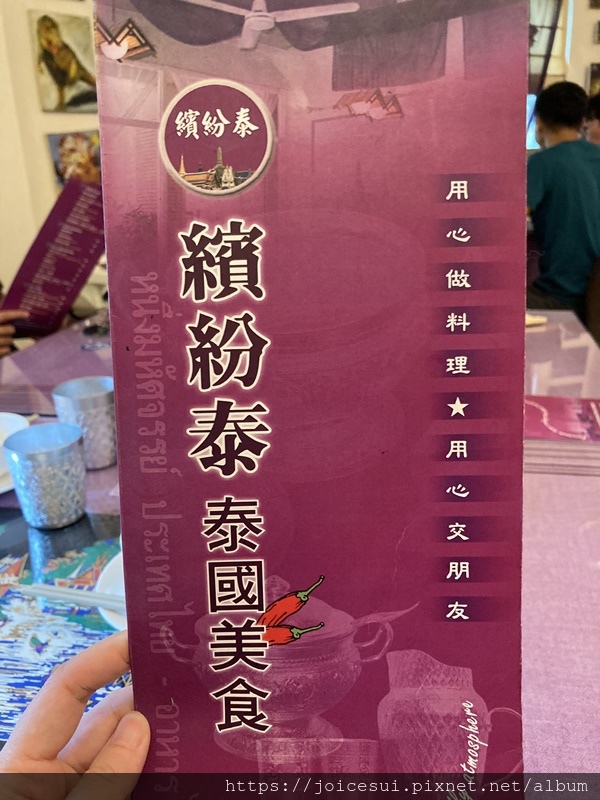 繽紛泰
繽紛泰 泰國美食
用心做料理★用心交朋友
atmosphere
https://joicesui.pixnet.net/album